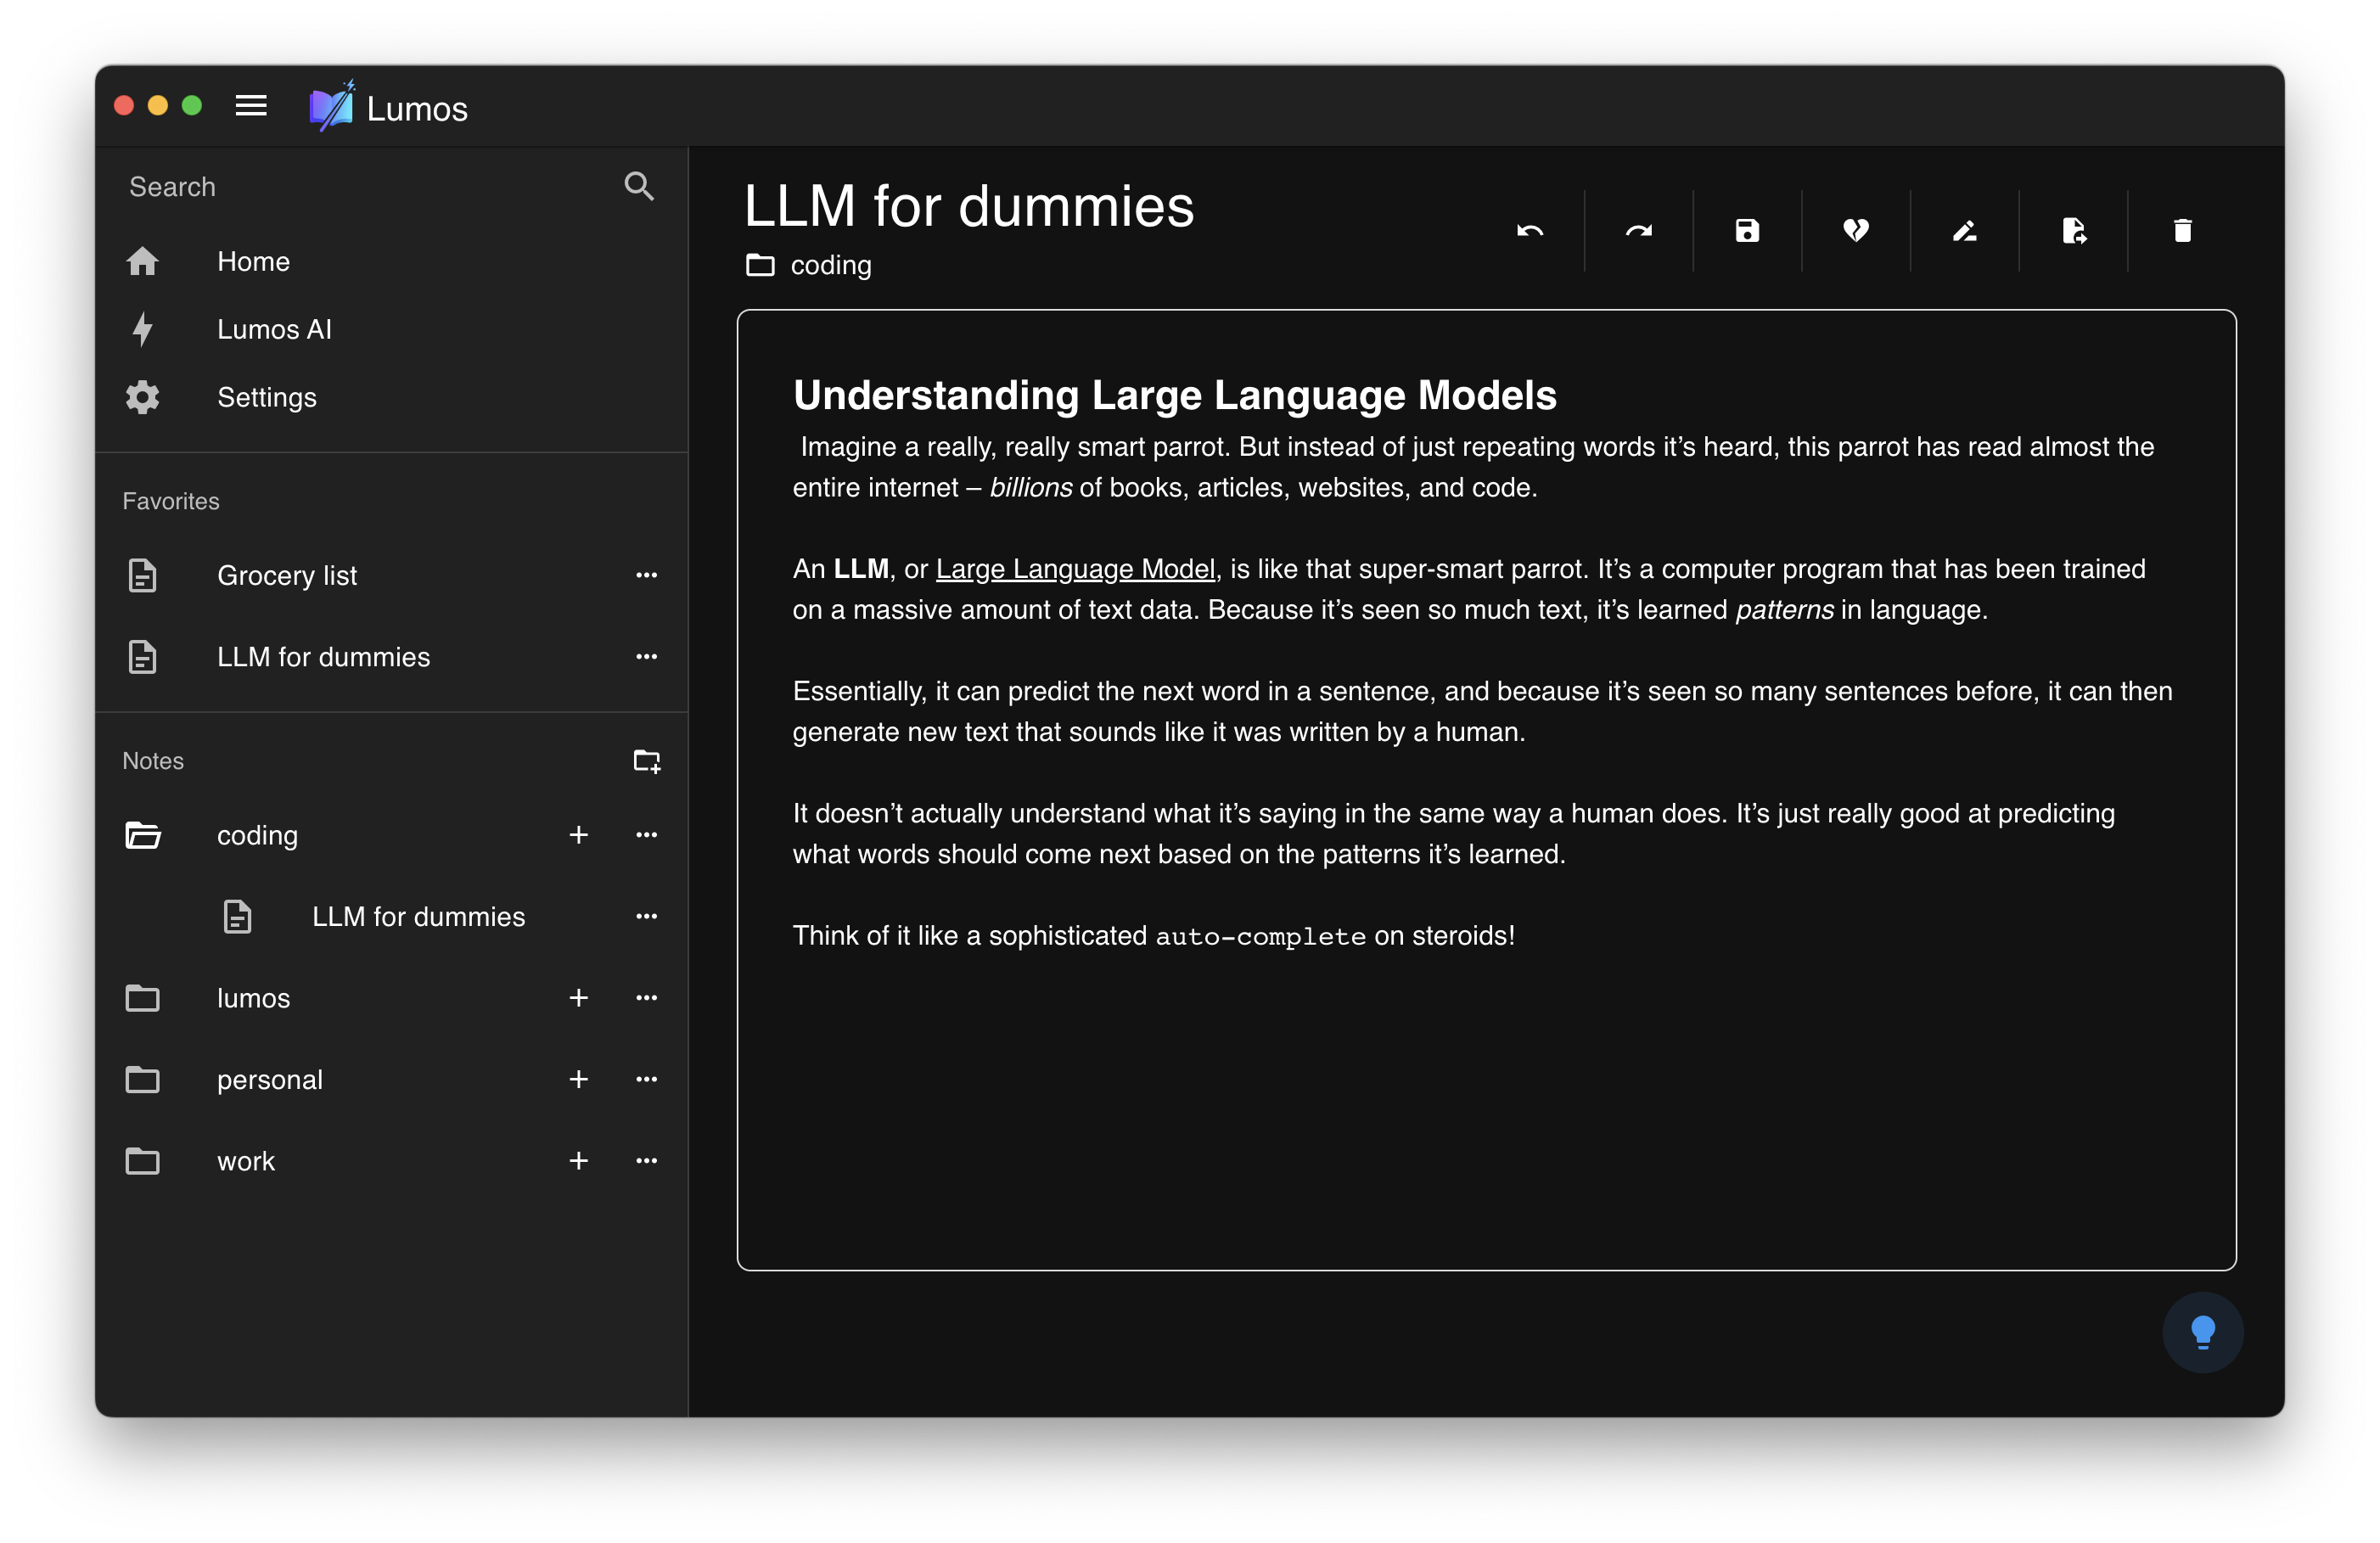 Lumos
Search
Home
Lumos AI
Settings
Favorites
Grocery list
LLM for dummies
Notes
coding
LLM for dummies
lumos
personal
work
LLM for dummies
coding
Understanding Large Language Models
Imagine a really, really smart parrot. But instead of just repeating words it’s heard, this parrot has read almost the
entire internet – billions of books, articles, websites, and code.
An LLM, or Large Language Model, is like that super-smart parrot. It’s a computer program that has been trained
on a massive amount of text data. Because it’s seen so much text, it’s learned patterns in language.
Essentially, it can predict the next word in a sentence, and because it’s seen so many sentences before, it can then
generate new text that sounds like it was written by a human.
It doesn’t actually understand what it’s saying in the same way a human does. It’s just really good at predicting
what words should come next based on the patterns it’s learned.
Think of it like a sophisticated auto-complete on steroids!